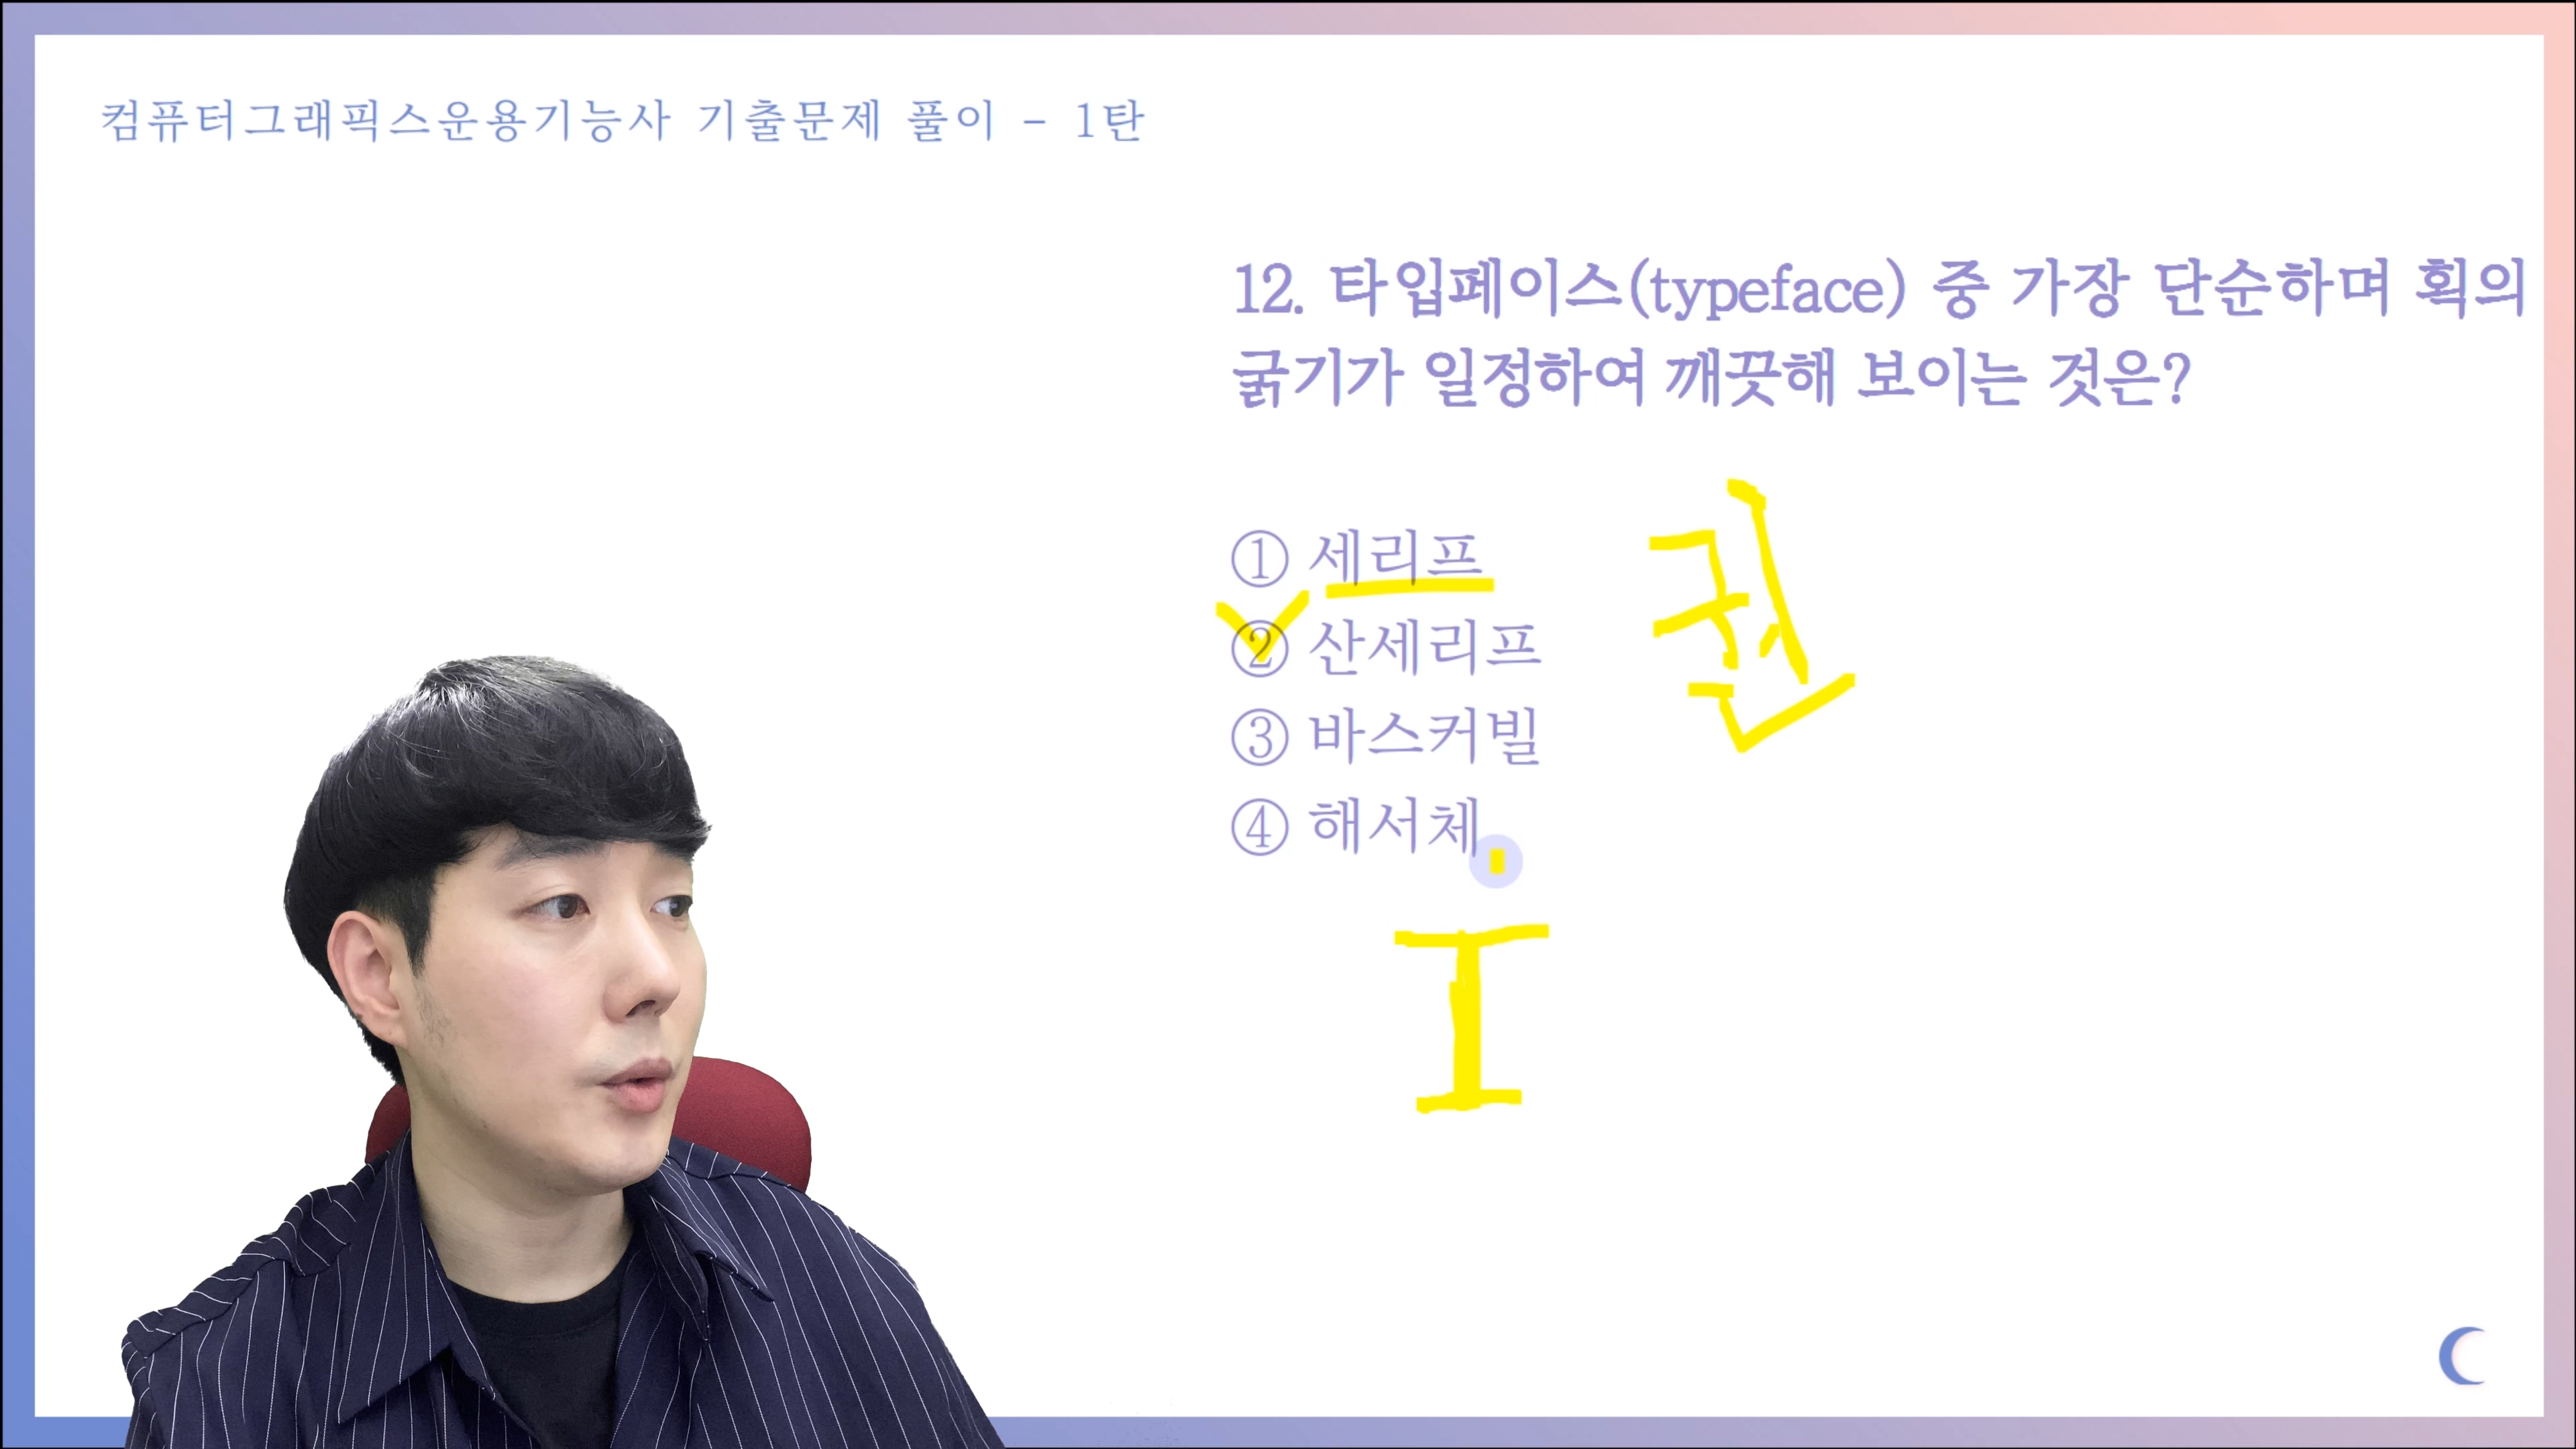 컴퓨터그래픽스운용기능사 기출문제 풀이 - 1탄
12. 타입페이스(typeface) 중 가장 단순하며 획의
굵기가 일정하여 깨끗해 보이는 것은?
① 세리프
② 산세리프
③ 바스커빌
④ 해서체
권
I